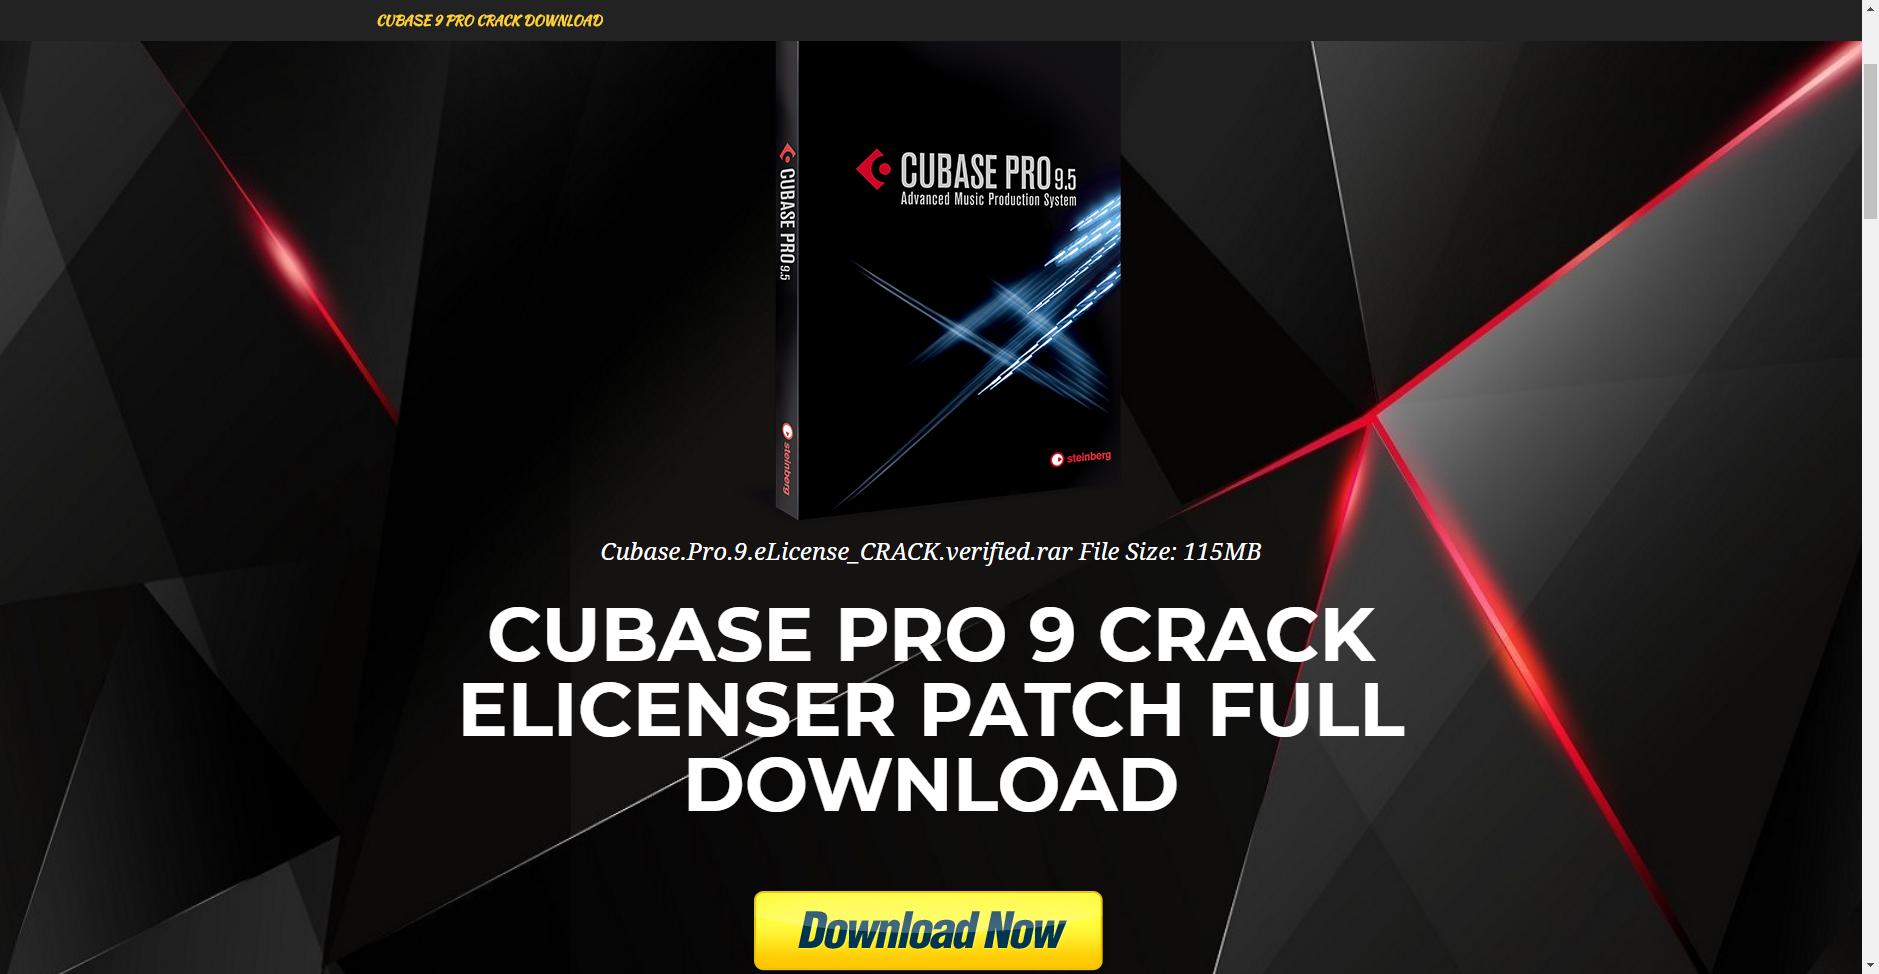 CUBASE 9 PRO CRACK DOWNLOAD
CUBASE PRO 9.5
CUBASE PRO 9.5
Advanced Music Production System
steinberg
steinberg
Cubase.Pro.9.eLicense_CRACK.verified.rar File Size: 115MB
CUBASE PRO 9 CRACK
ELICENSER PATCH FULL
DOWNLOAD
Download Now